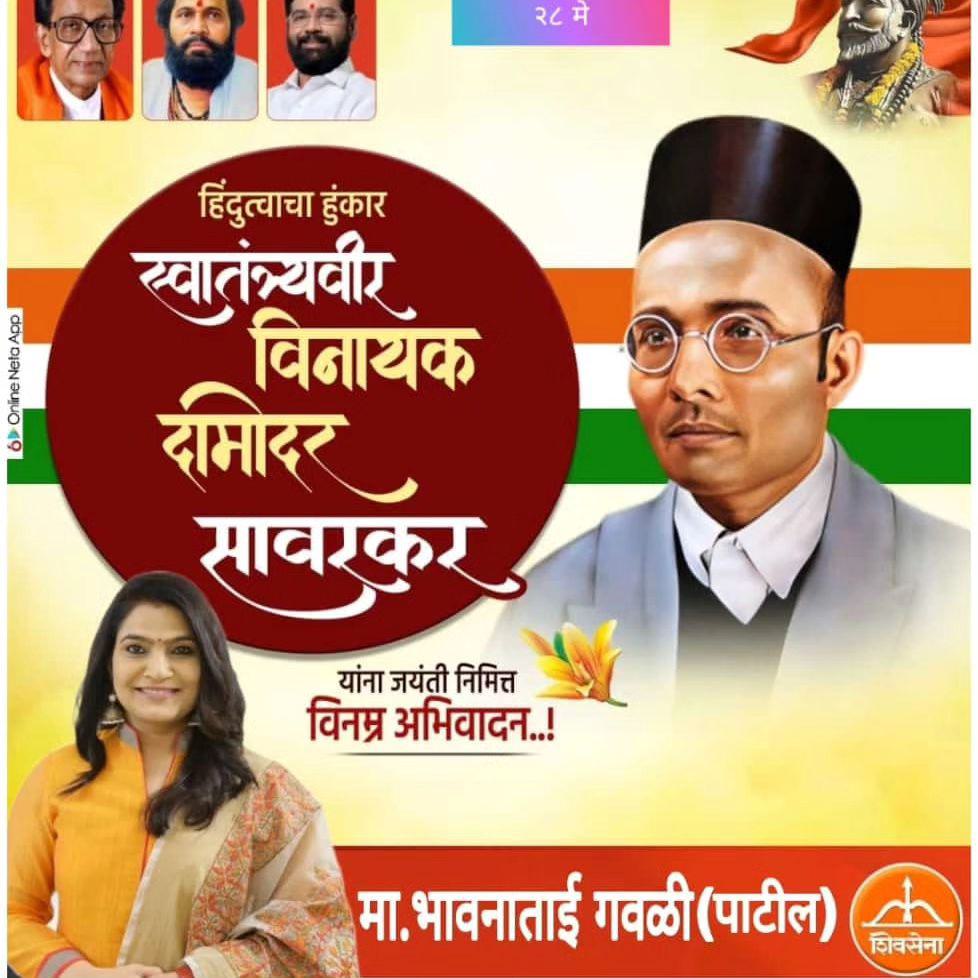 २८ मे
हिंदुत्वाचा हुंकार
स्वातंत्र्यवीर
विनायक
दामोदर
सावरकर
यांना जयंती निमित्त
विनम्र अभिवादन..!
मा.भावनाताई गवळी(पाटील)
शिवसेना
Online Neta App